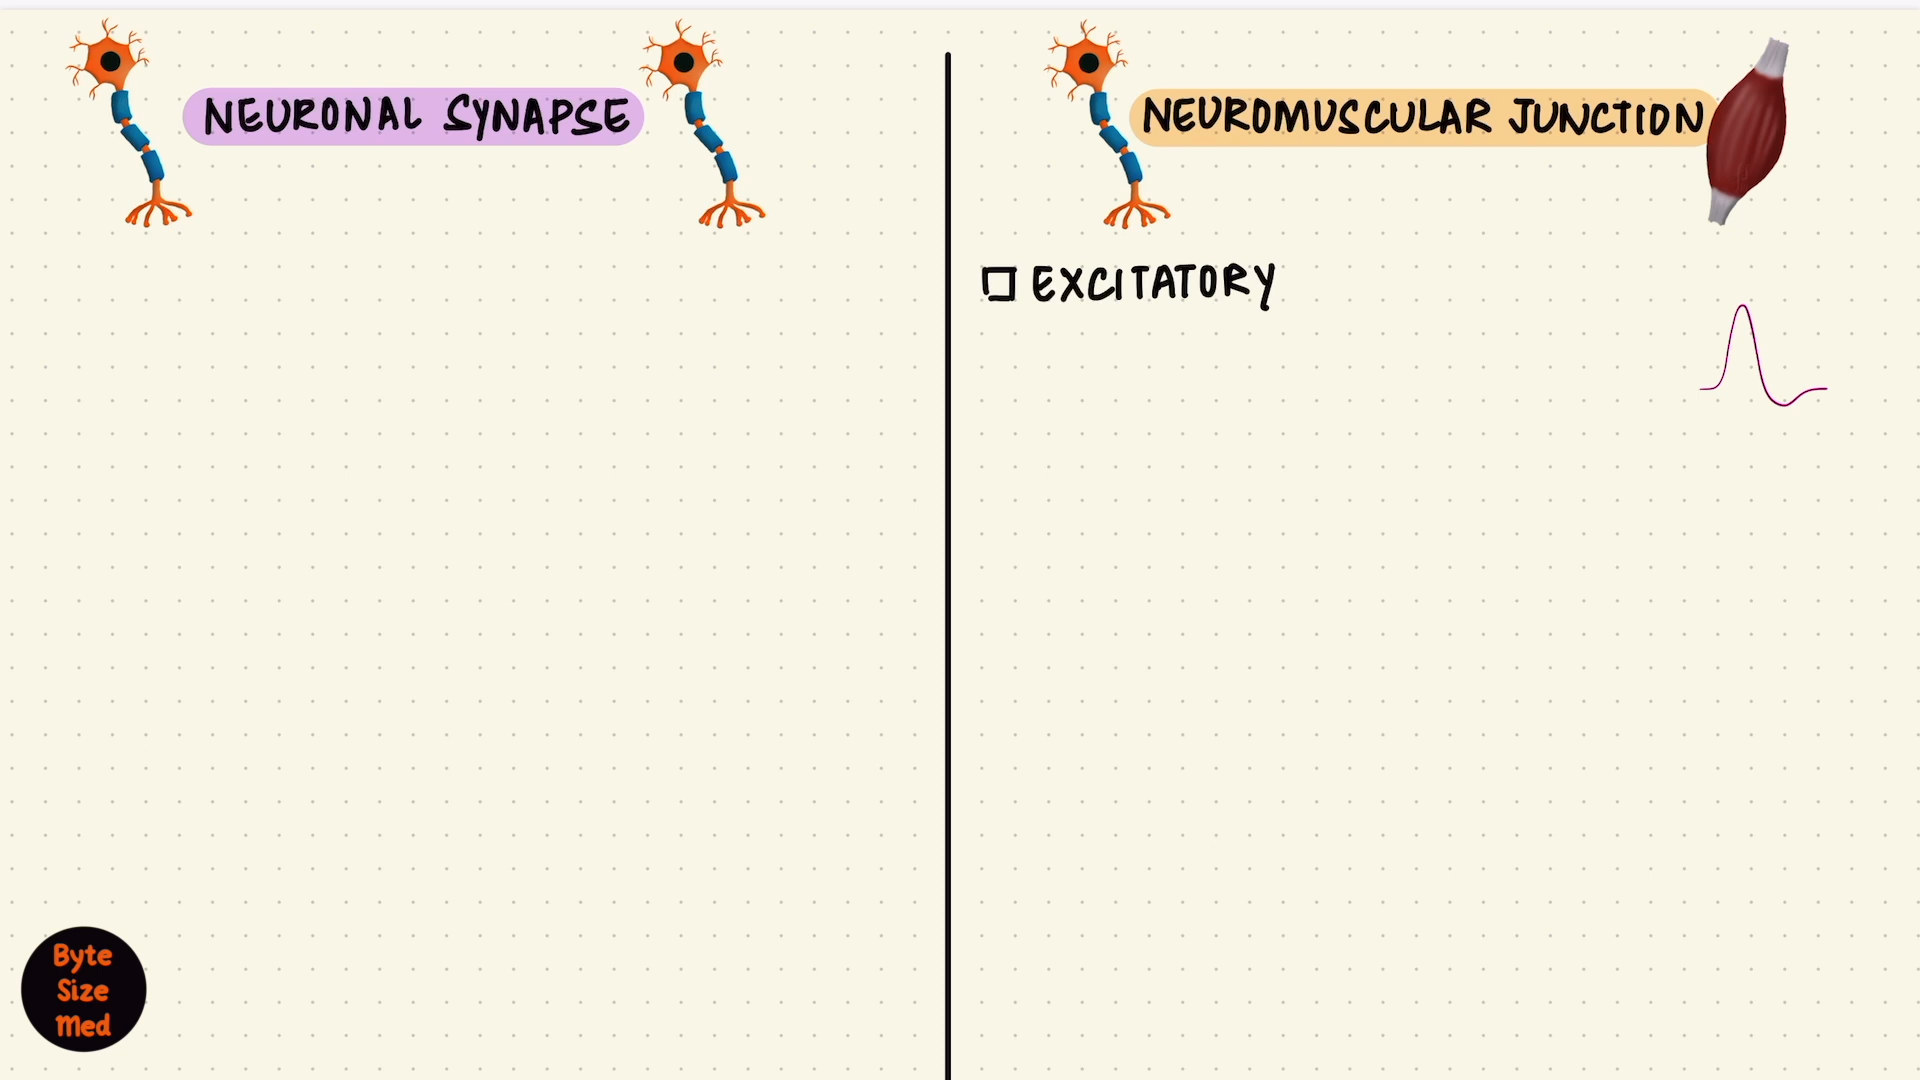 NEURONAL SYNAPSE
NEUROMUSCULAR JUNCTION
EXCITATORY
Byte
Size
Med